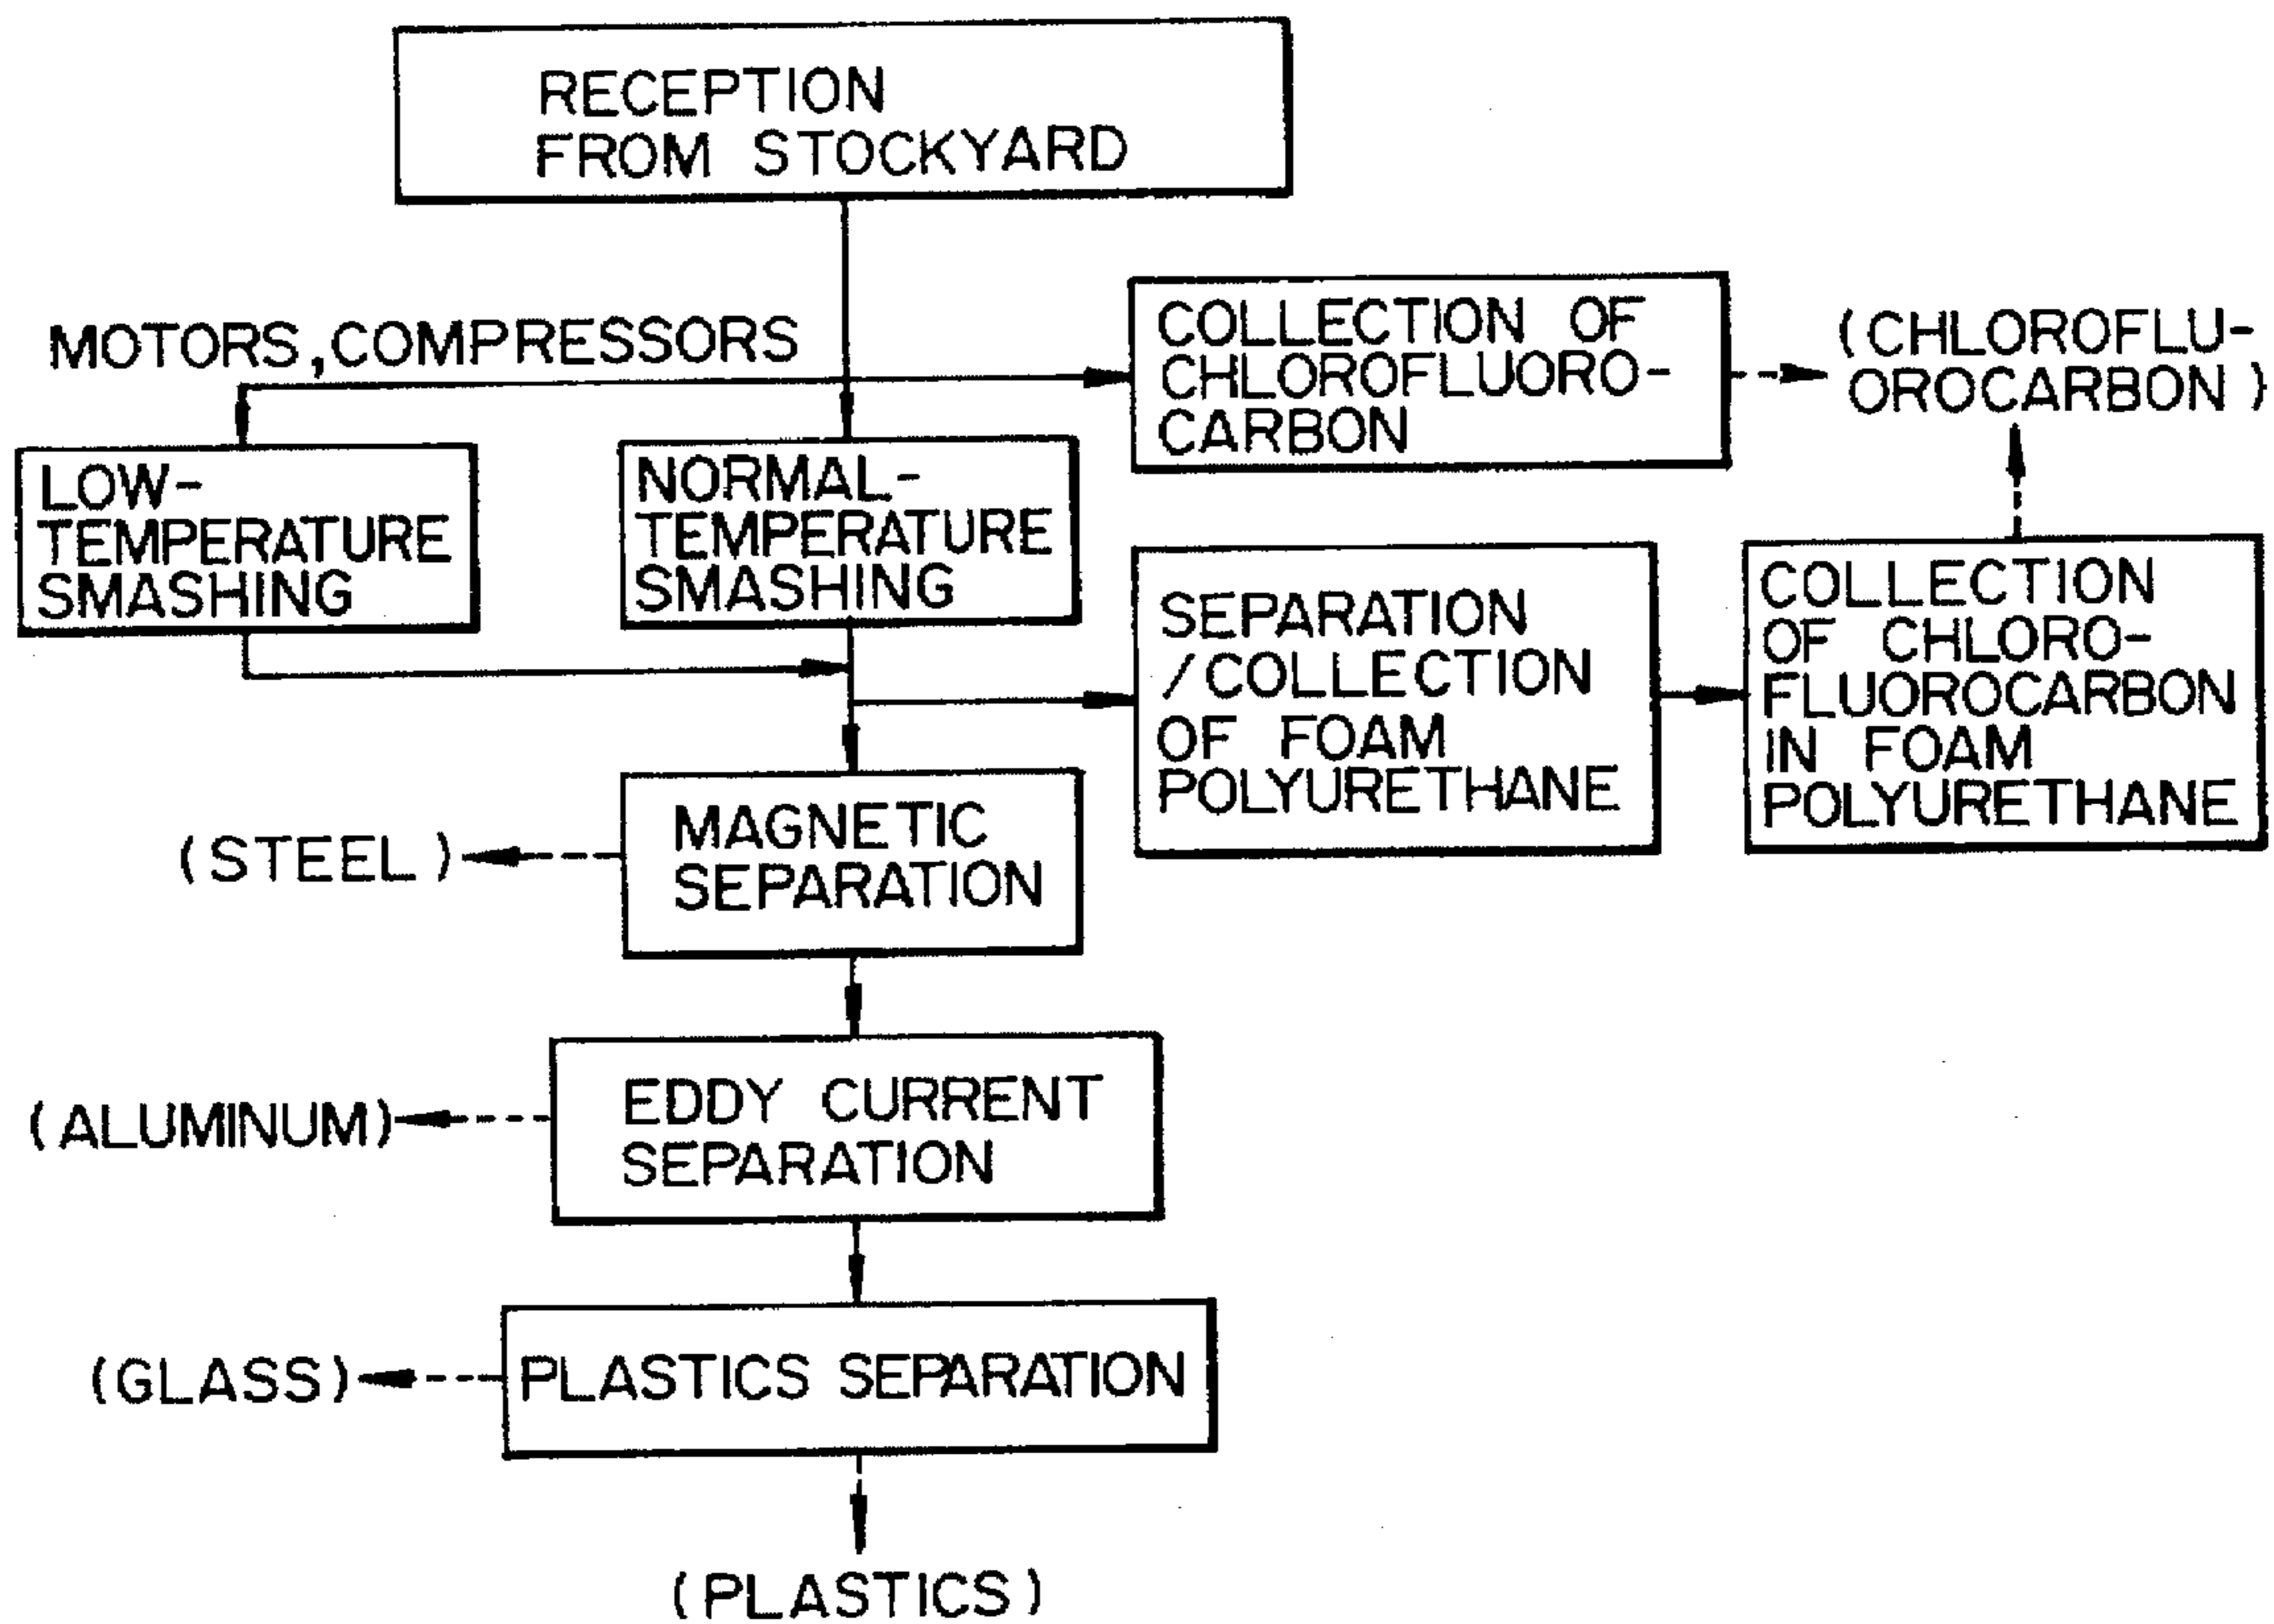 RECEPTION
FROM STOCKYARD
MOTORS,COMPRESSORS
COLLECTION OF
CHLOROFLUORO-
CARBON
(CHLOROFLU-
OROCARBON)
LOW-
TEMPERATURE
SMASHING
NORMAL-
TEMPERATURE
SMASHING
SEPARATION
/COLLECTION
OF FOAM
POLYURETHANE
COLLECTION
OF CHLORO-
FLUOROCARBON
IN FOAM
POLYURETHANE
(STEEL)
MAGNETIC
SEPARATION
(ALUMINUM)
EDDY CURRENT
SEPARATION
(GLASS)
PLASTICS SEPARATION
(PLASTICS)